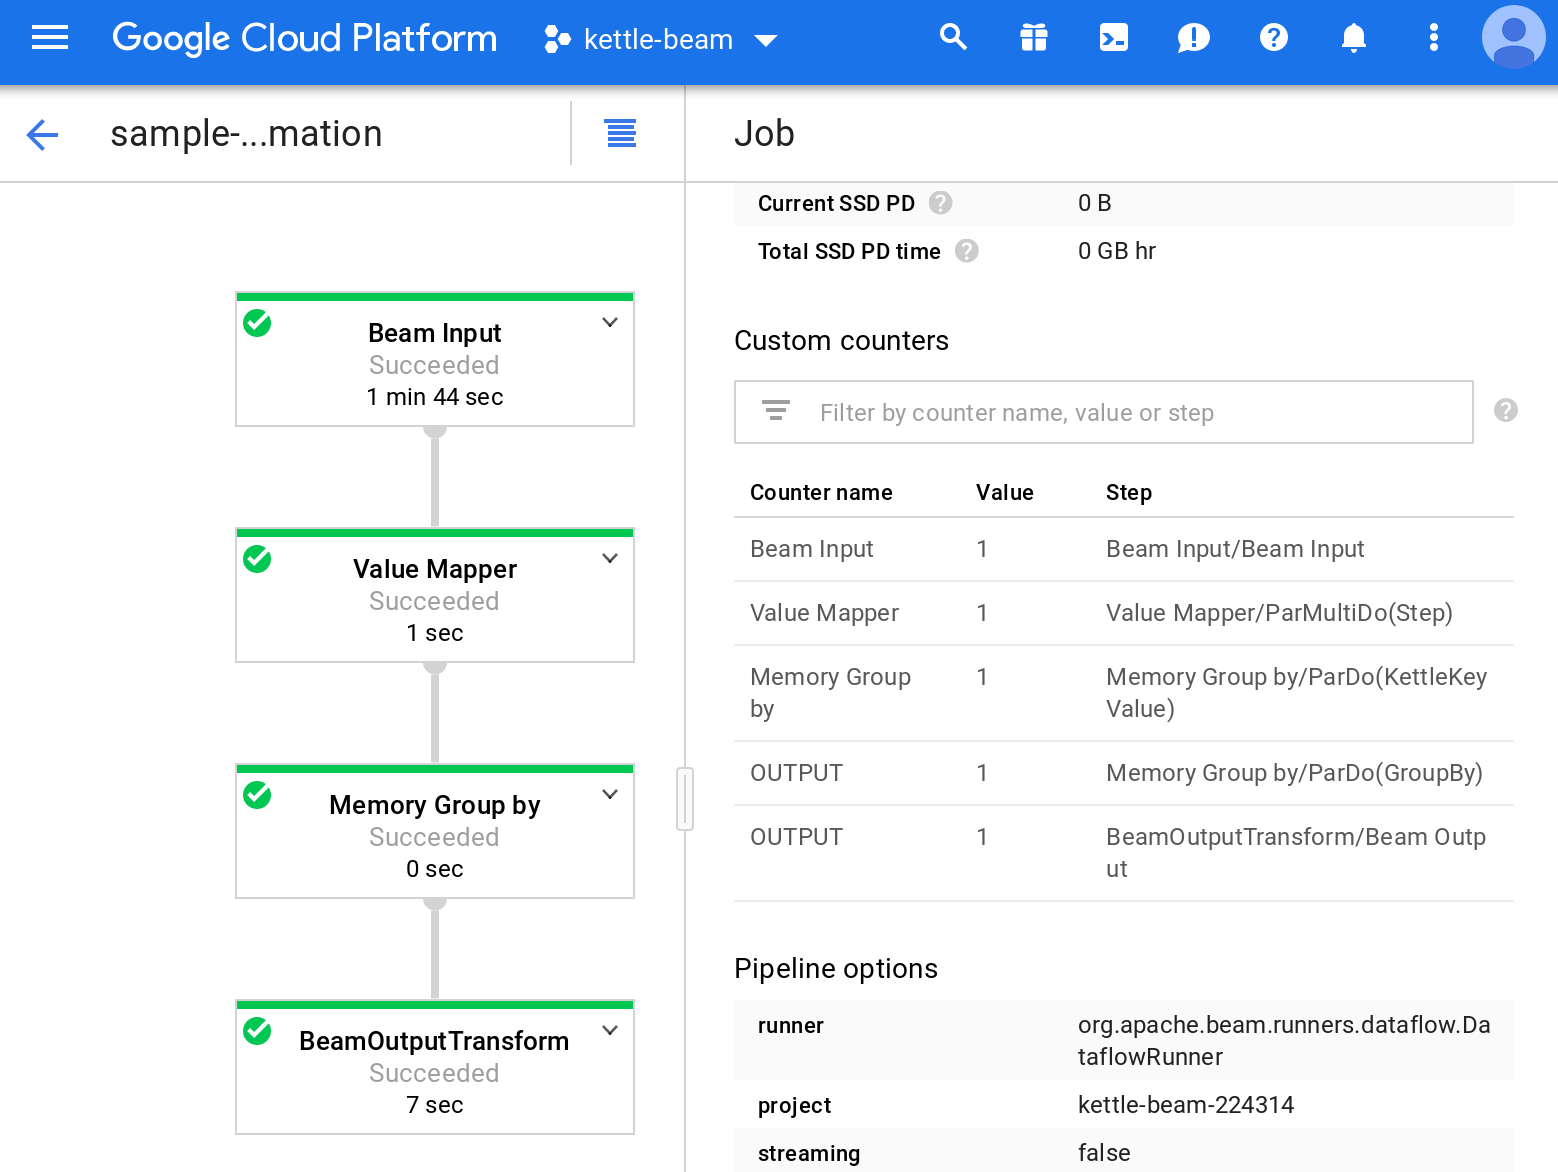 Google Cloud Platform
kettle-beam
sample-...mation
Job
Beam Input
Succeeded
1 min 44 sec
Value Mapper
Succeeded
1 sec
Memory Group by
Succeeded
0 sec
BeamOutputTransform
Succeeded
7 sec
Current SSD PD 0 B
Total SSD PD time 0 GB hr
Custom counters
Filter by counter name, value or step
Counter name Value Step
Beam Input 1 Beam Input/Beam Input
Value Mapper 1 Value Mapper/ParMultiDo(Step)
Memory Group 1 Memory Group by/ParDo(KettleKey
by Value)
OUTPUT 1 Memory Group by/ParDo(GroupBy)
OUTPUT 1 BeamOutputTransform/Beam Outp
ut
Pipeline options
runner org.apache.beam.runners.dataflow.Da
taflowRunner
project kettle-beam-224314
streaming false